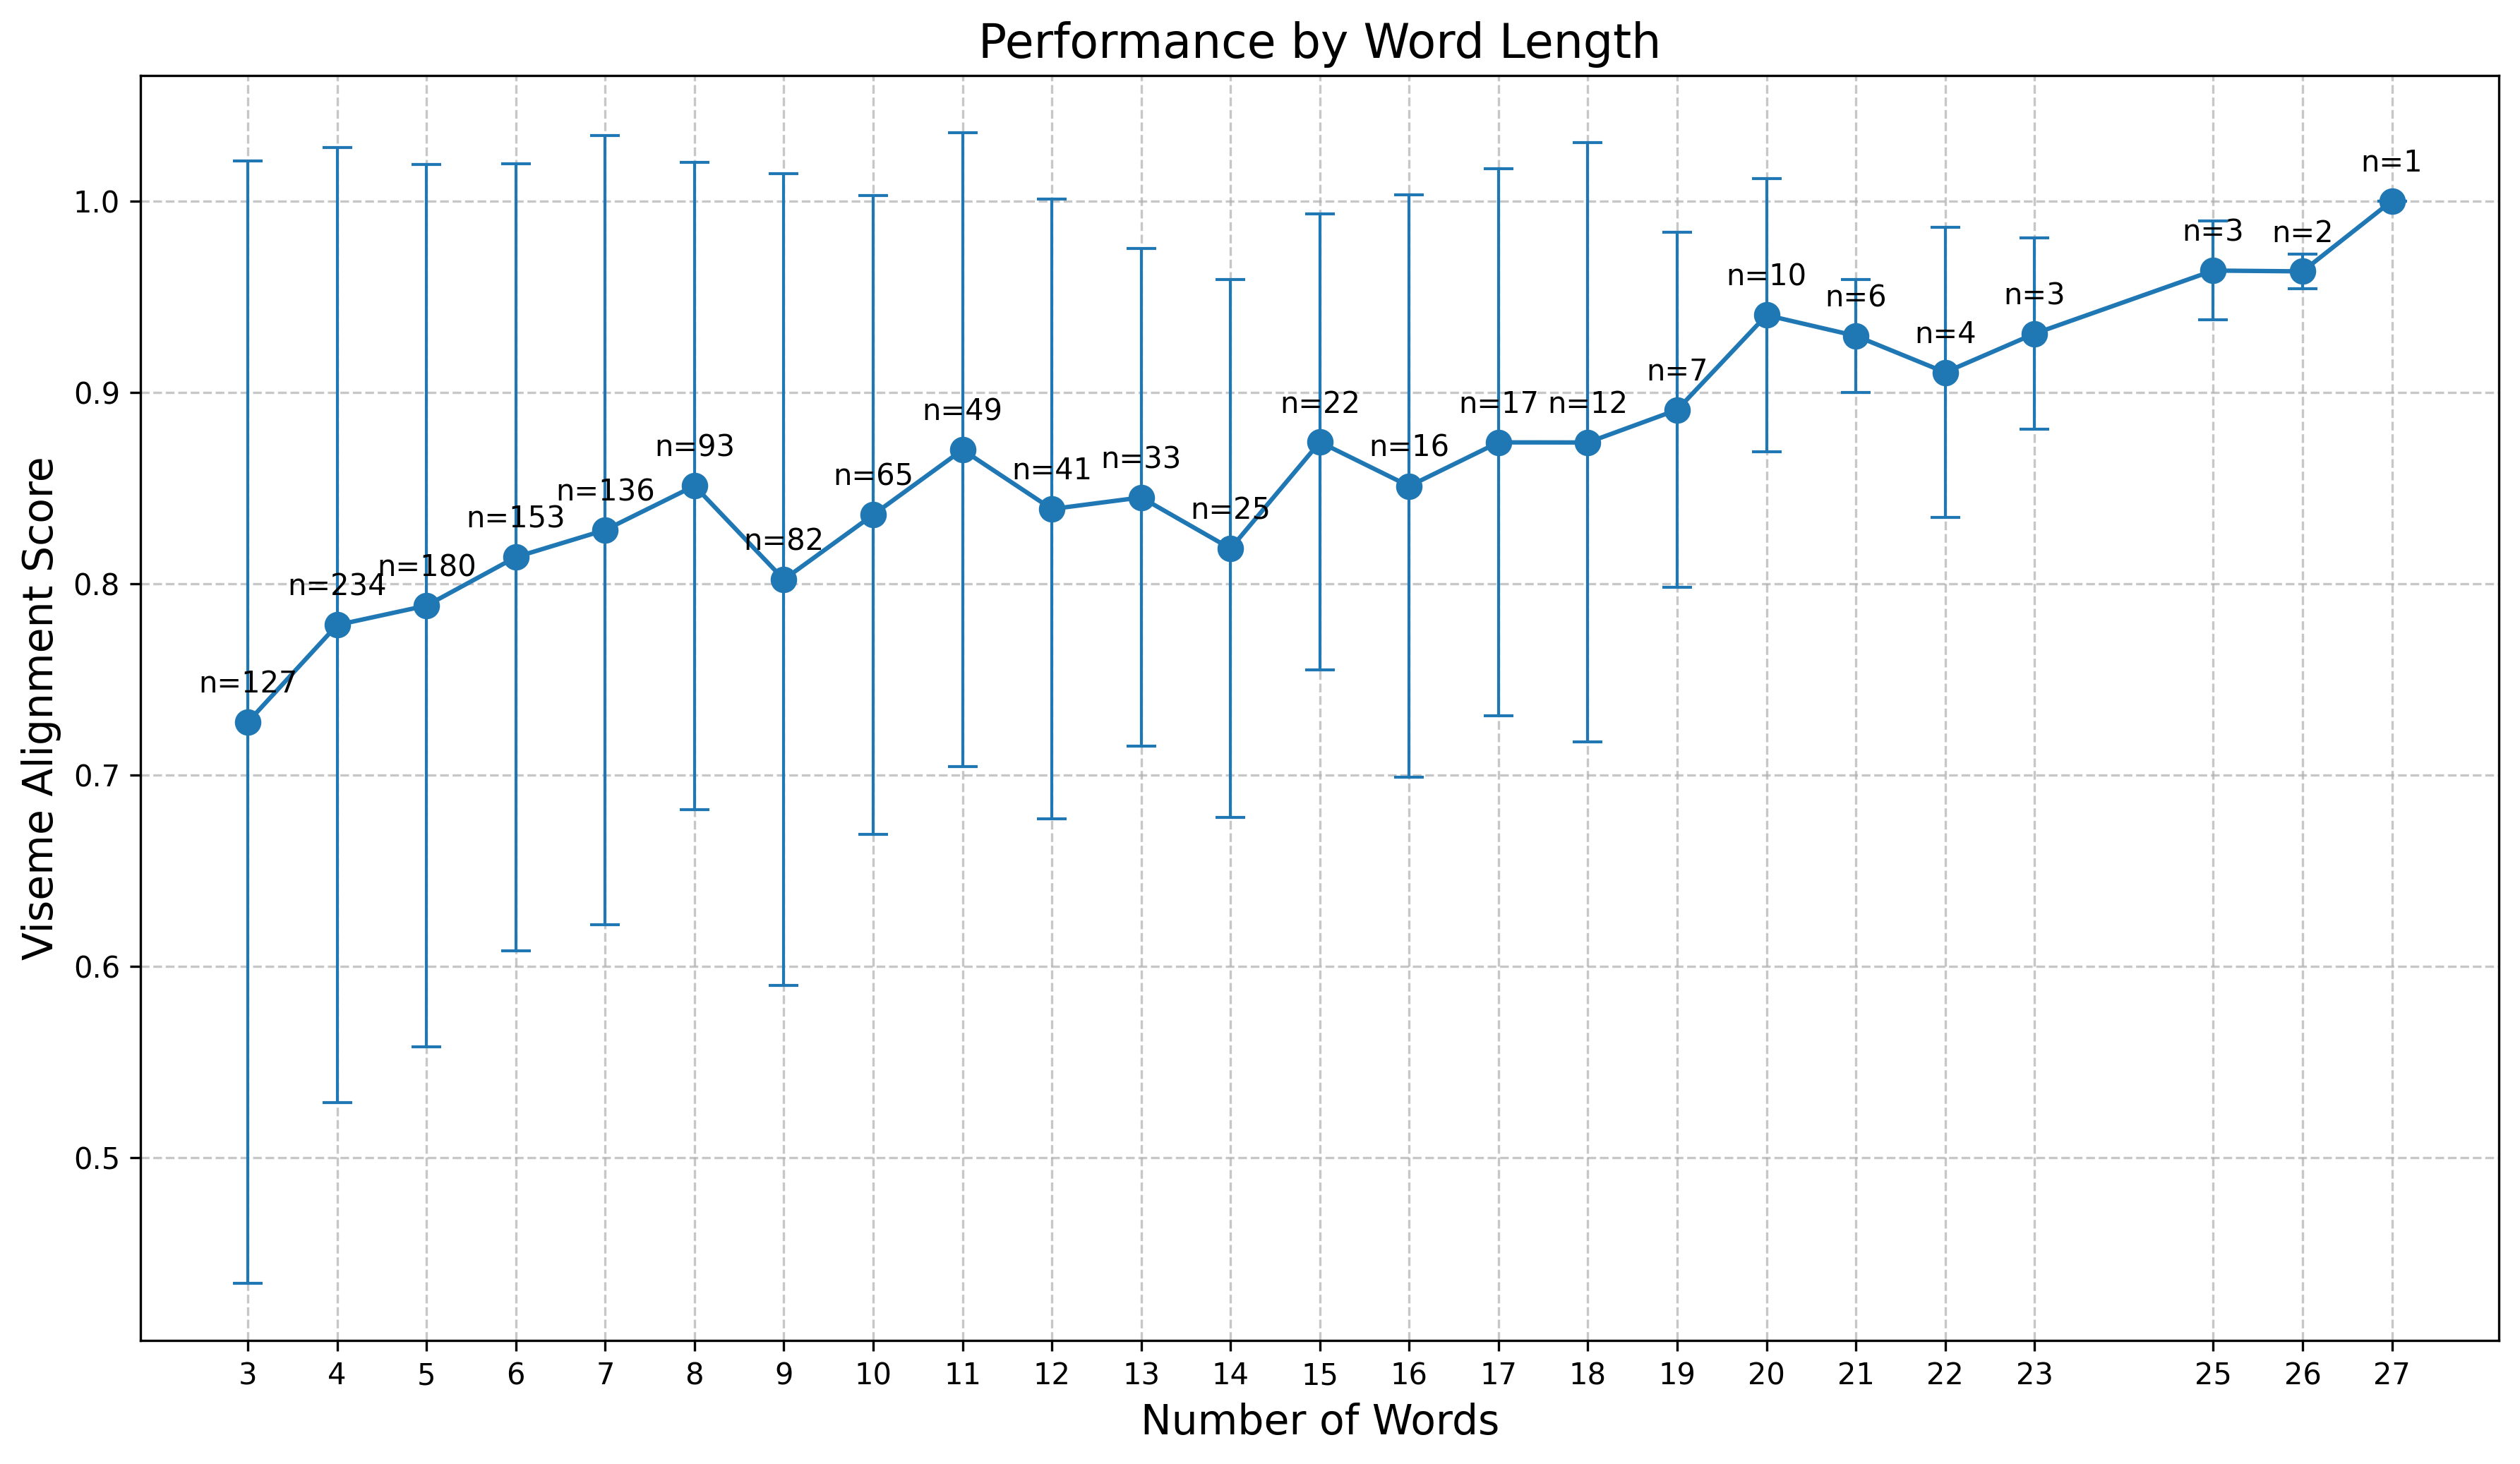 Performance by Word Length
Viseme Alignment Score
1.0
0.9
0.8
0.7
0.6
0.5
n=127
n=234
n=180
n=153
n=136
n=93
n=82
n=65
n=49
n=41
n=33
n=25
n=22
n=16
n=17
n=12
n=7
n=10
n=6
n=4
n=3
n=3
n=2
n=1
3 4 5 6 7 8 9 10 11 12 13 14 15 16 17 18 19 20 21 22 23 25 26 27
Number of Words